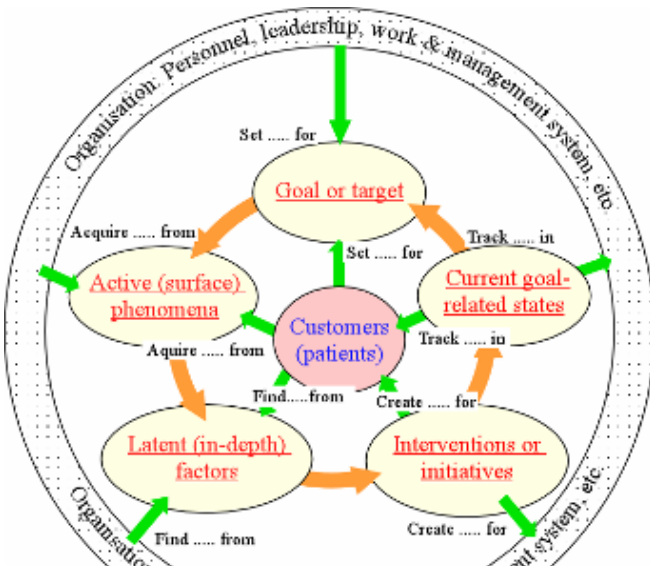 Organisation: Personnel, leadership, work & management system, etc
Set ..... for
Goal or target
Acquire ..... from
Track ..... in
Set ..... for
Active (surface)
phenomena
Current goal-
related states
Customers
(patients)
Acquire ..... from
Track ..... in
Find.....from
Create ..... for
Latent (in-depth)
factors
Interventions or
initiatives
Find ..... from
Create ..... for
system, etc.